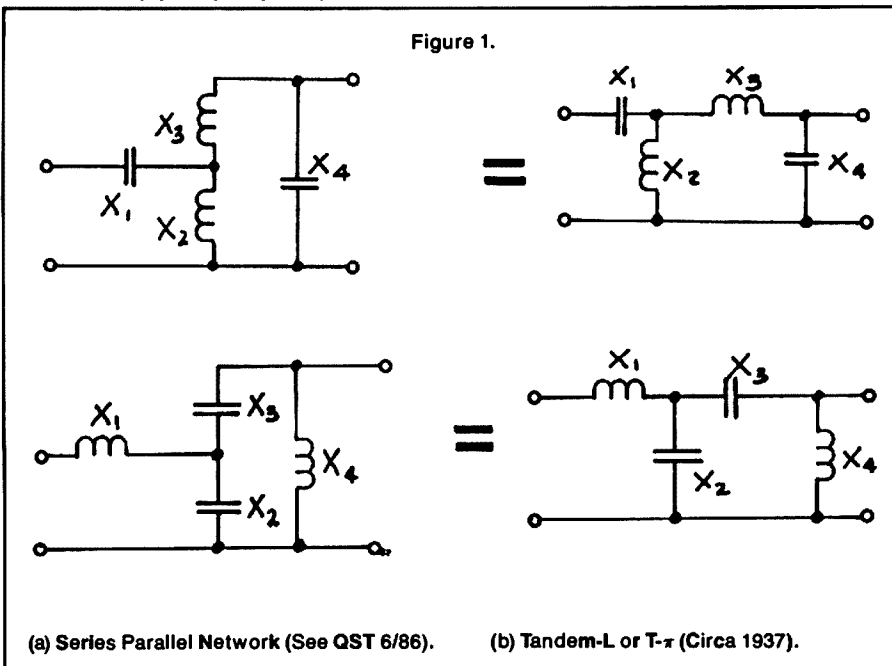 Figure 1.
X₁
X₃
X₃
X₄
X₂
X₄
X₁
X₂
=
X₁
X₃
X₁
X₃
X₄
X₂
X₄
X₂
=
(a) Series Parallel Network (See QST 6/86).
(b) Tandem-L or T-π (Circa 1937).